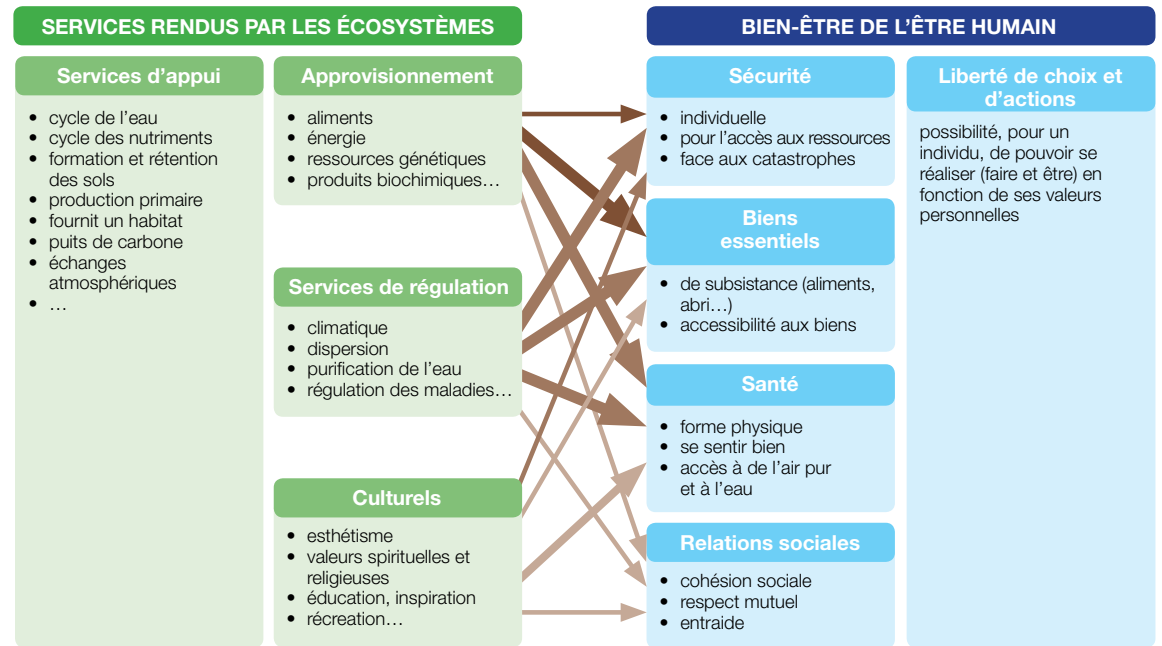 SERVICES RENDUS PAR LES ÉCOSYSTÈMES
Services d'appui
• cycle de l'eau
• cycle des nutriments
• formation et rétention
des sols
• production primaire
• fournit un habitat
• puits de carbone
• échanges
atmosphériques
• …
Approvisionnement
• aliments
• énergie
• ressources génétiques
• produits biochimiques…
Services de régulation
• climatique
• dispersion
• purification de l'eau
• régulation des maladies…
Culturels
• esthétisme
• valeurs spirituelles et
religieuses
• éducation, inspiration
• récreation…
BIEN-ÊTRE DE L'ÊTRE HUMAIN
Sécurité
• individuelle
• pour l'accès aux ressources
• face aux catastrophes
Biens
essentiels
• de subsistance (aliments,
abri…)
• accessibilité aux biens
Santé
• forme physique
• se sentir bien
• accès à de l'air pur
et à l'eau
Relations sociales
• cohésion sociale
• respect mutuel
• entraide
Liberté de choix et
d'actions
possibilité, pour un
individu, de pouvoir se
réaliser (faire et être) en
fonction de ses valeurs
personnelles